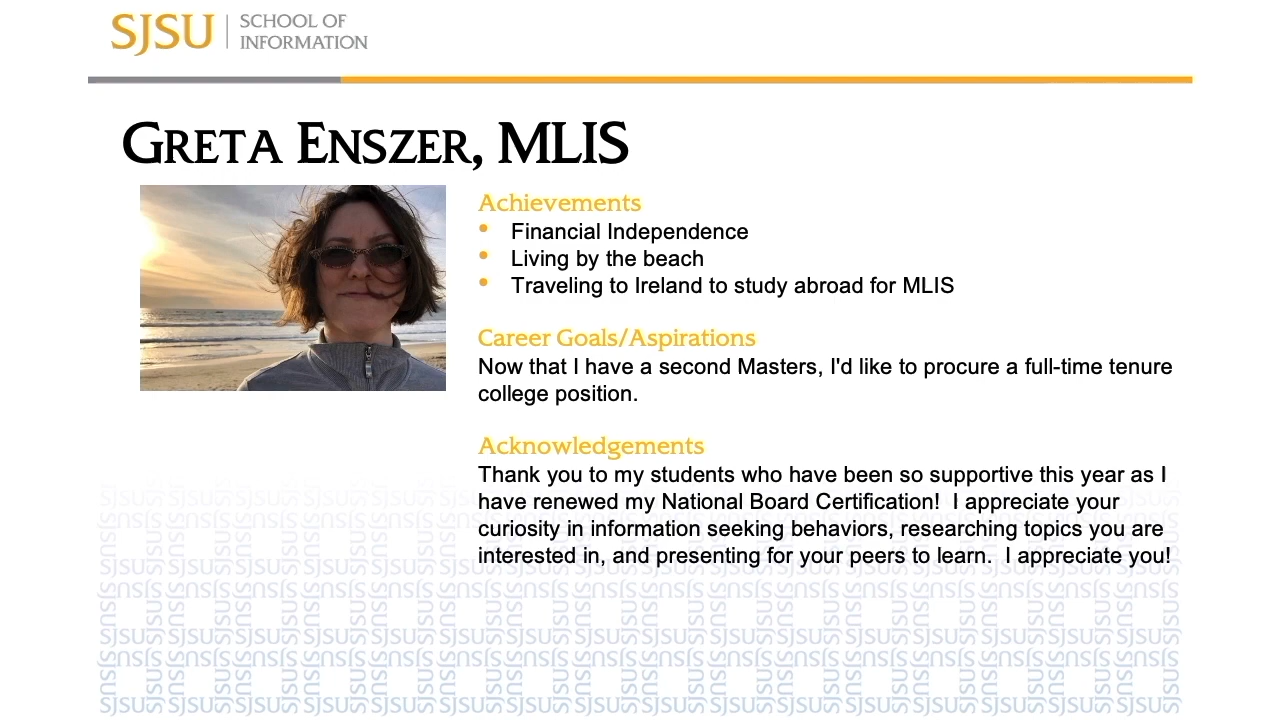 SJSU SCHOOL OF
INFORMATION
GRETA ENSZER, MLIS
Achievements
• Financial Independence
• Living by the beach
• Traveling to Ireland to study abroad for MLIS
Career Goals/Aspirations
Now that I have a second Masters, I'd like to procure a full-time tenure
college position.
Acknowledgements
Thank you to my students who have been so supportive this year as I
have renewed my National Board Certification!  I appreciate your
curiosity in information seeking behaviors, researching topics you are
interested in, and presenting for your peers to learn.  I appreciate you!